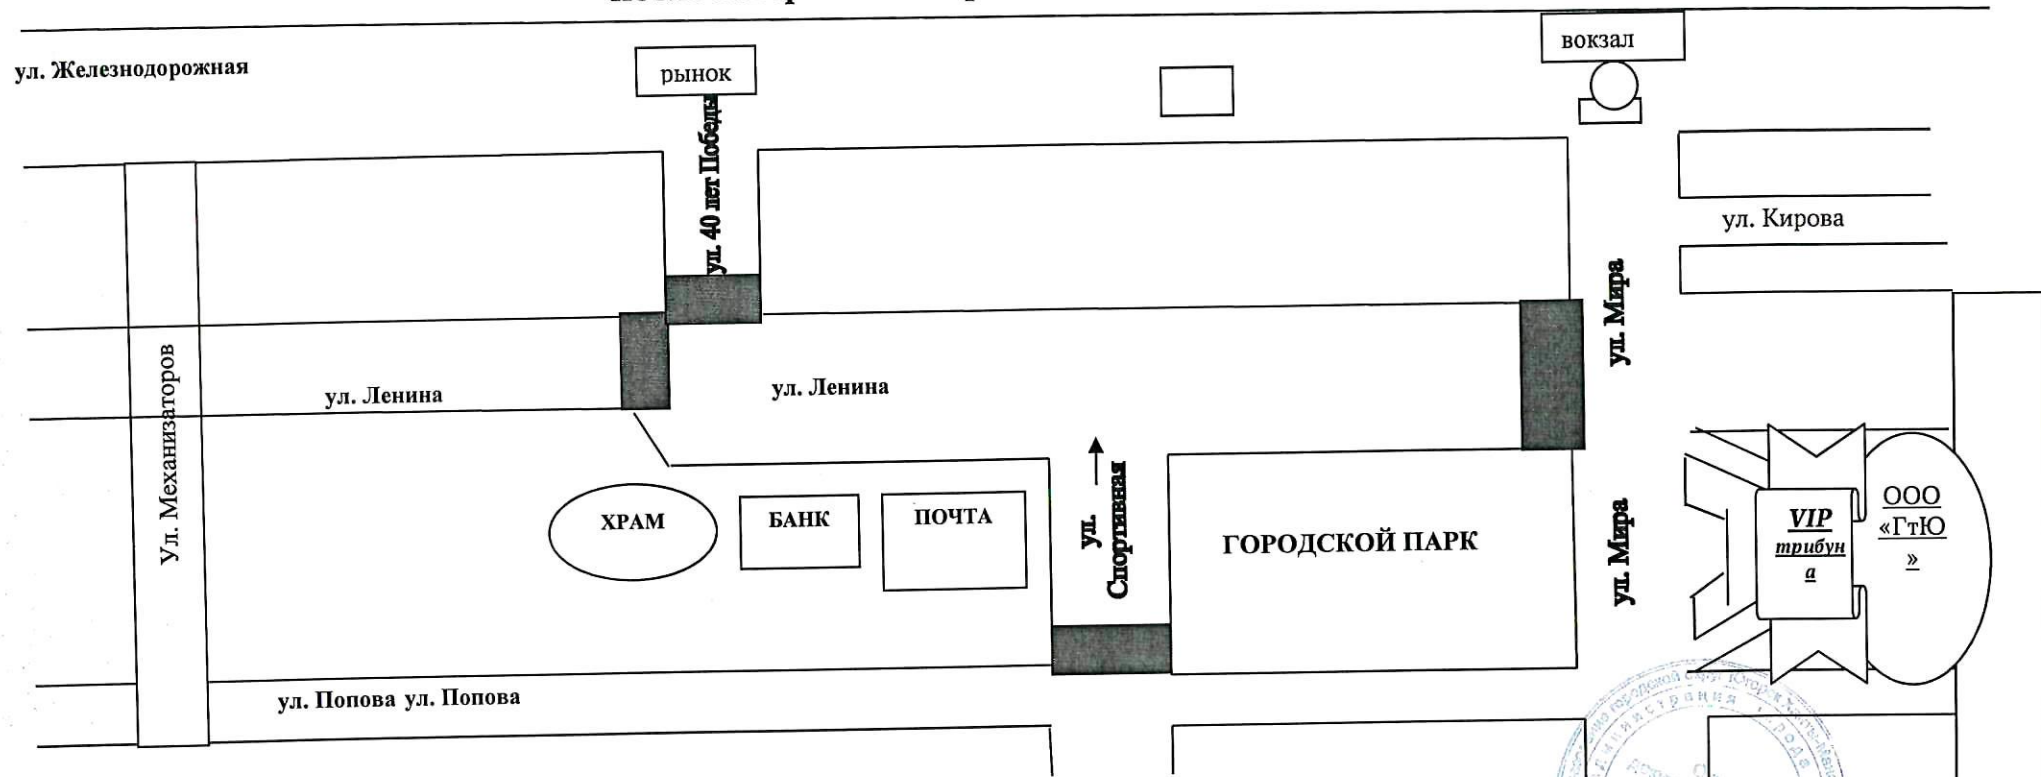 вокзал
ул. Железнодорожная
рынок
ул. 40 лет Победы
ул. Кирова
ул. Мира
Ул. Механизаторов
ул. Ленина
ул. Ленина
ХРАМ
БАНК
ПОЧТА
ул.
Спортивная
ГОРОДСКОЙ ПАРК
ул. Мира
VIP
трибун
а
ООО
«ГтЮ
»
ул. Попова ул. Попова